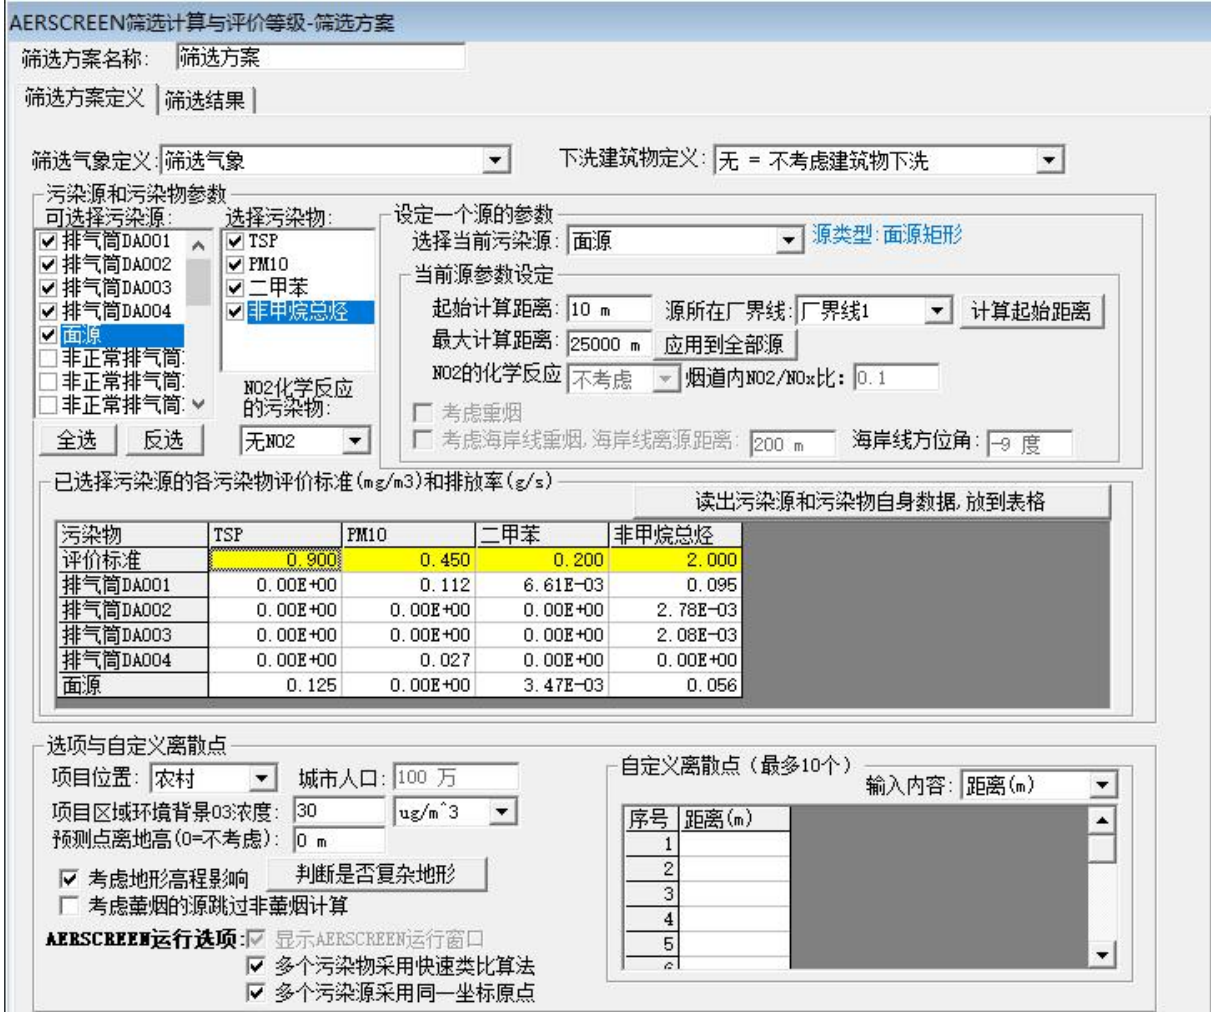 AERSCREEN筛选计算与评价等级-筛选方案
筛选方案名称: 筛选方案
筛选方案定义 筛选结果
筛选气象定义: 筛选气象 下洗建筑物定义: 无 = 不考虑建筑物下洗
污染源和污染物参数
可选择污染源:
排气筒DA001
排气筒DA002
排气筒DA003
排气筒DA004
面源
非正常排气筒
非正常排气筒
非正常排气筒
全选 反选
选择污染物:
TSP
PM10
二甲苯
非甲烷总烃
NO2化学反应
的污染物:
无NO2
设定一个源的参数
选择当前污染源: 面源 源类型:面源矩形
当前源参数设定
起始计算距离: 10 m 源所在厂界线: 厂界线1 计算起始距离
最大计算距离: 25000 m 应用到全部源
NO2的化学反应 不考虑 烟道内NO2/NOx比: 0.1
考虑熏烟
考虑海岸线熏烟,海岸线离源距离: 200 m 海岸线方位角: -9 度
已选择污染源的各污染物评价标准(mg/m3)和排放率(g/s)
读出污染源和污染物自身数据,放到表格
污染物 TSP PM10 二甲苯 非甲烷总烃
评价标准 0.900 0.450 0.200 2.000
排气筒DA001 0.00E+00 0.112 6.61E-03 0.095
排气筒DA002 0.00E+00 0.00E+00 0.00E+00 2.78E-03
排气筒DA003 0.00E+00 0.00E+00 0.00E+00 2.08E-03
排气筒DA004 0.00E+00 0.027 0.00E+00 0.00E+00
面源 0.125 0.00E+00 3.47E-03 0.056
选项与自定义离散点
项目位置: 农村 城市人口: 100 万
项目区域环境背景O3浓度: 30 ug/m^3
预测点离地高(0=不考虑): 0 m
考虑地形高程影响 判断是否复杂地形
考虑薰烟的源跳过非薰烟计算
AERSCREEN运行选项: 显示AERSCREEN运行窗口
多个污染物采用快速类比算法
多个污染源采用同一坐标原点
自定义离散点(最多10个)
输入内容: 距离(m)
序号 距离(m)
1
2
3
4
5